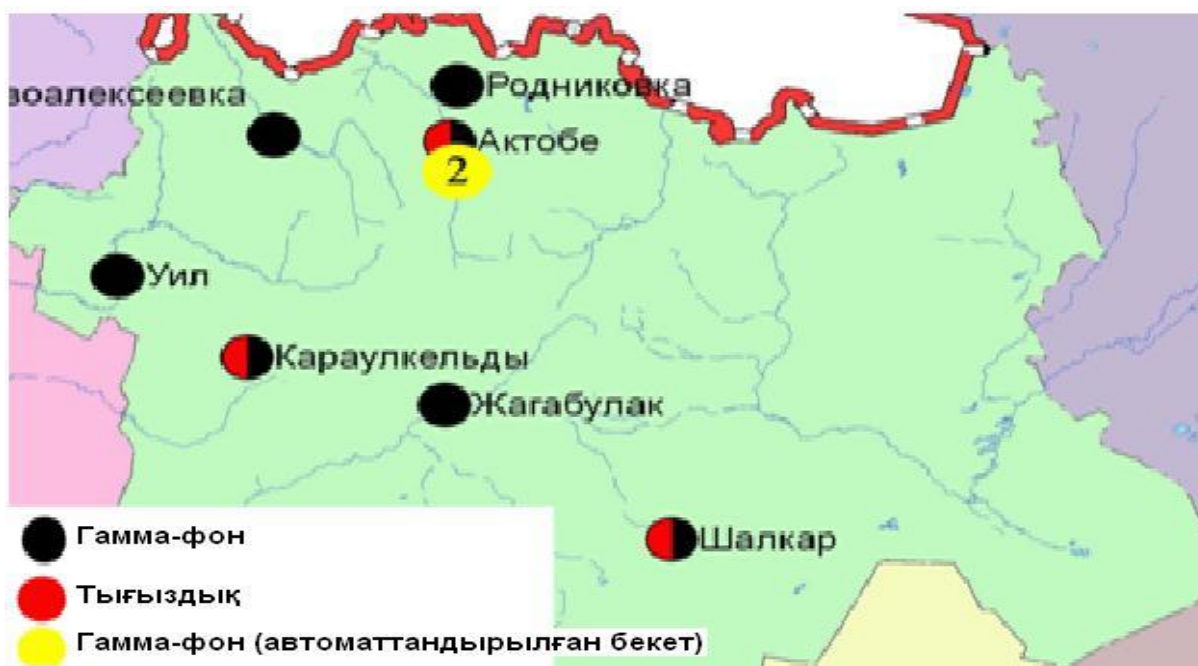 Родниковка
воалексеевка
Актобе
2
Уил
Караулкельды
Жагабулак
Шалкар
Гамма-фон
Тығыздық
Гамма-фон (автоматтандырылған бекет)